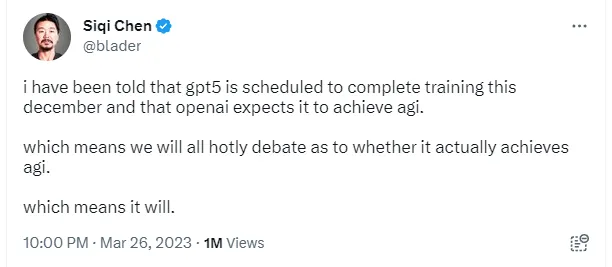 Siqi Chen
@blader
i have been told that gpt5 is scheduled to complete training this
december and that openai expects it to achieve agi.
which means we will all hotly debate as to whether it actually achieves
agi.
which means it will.
10:00 PM · Mar 26, 2023 · 1M Views